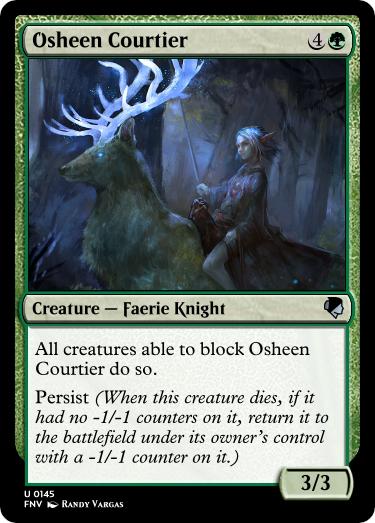 Osheen Courtier 4
Creature — Faerie Knight
All creatures able to block Osheen
Courtier do so.
Persist (When this creature dies, if it
had no -1/-1 counters on it, return it to
the battlefield under its owner's control
with a -1/-1 counter on it.)
3/3
U 0145
FNV Randy Vargas